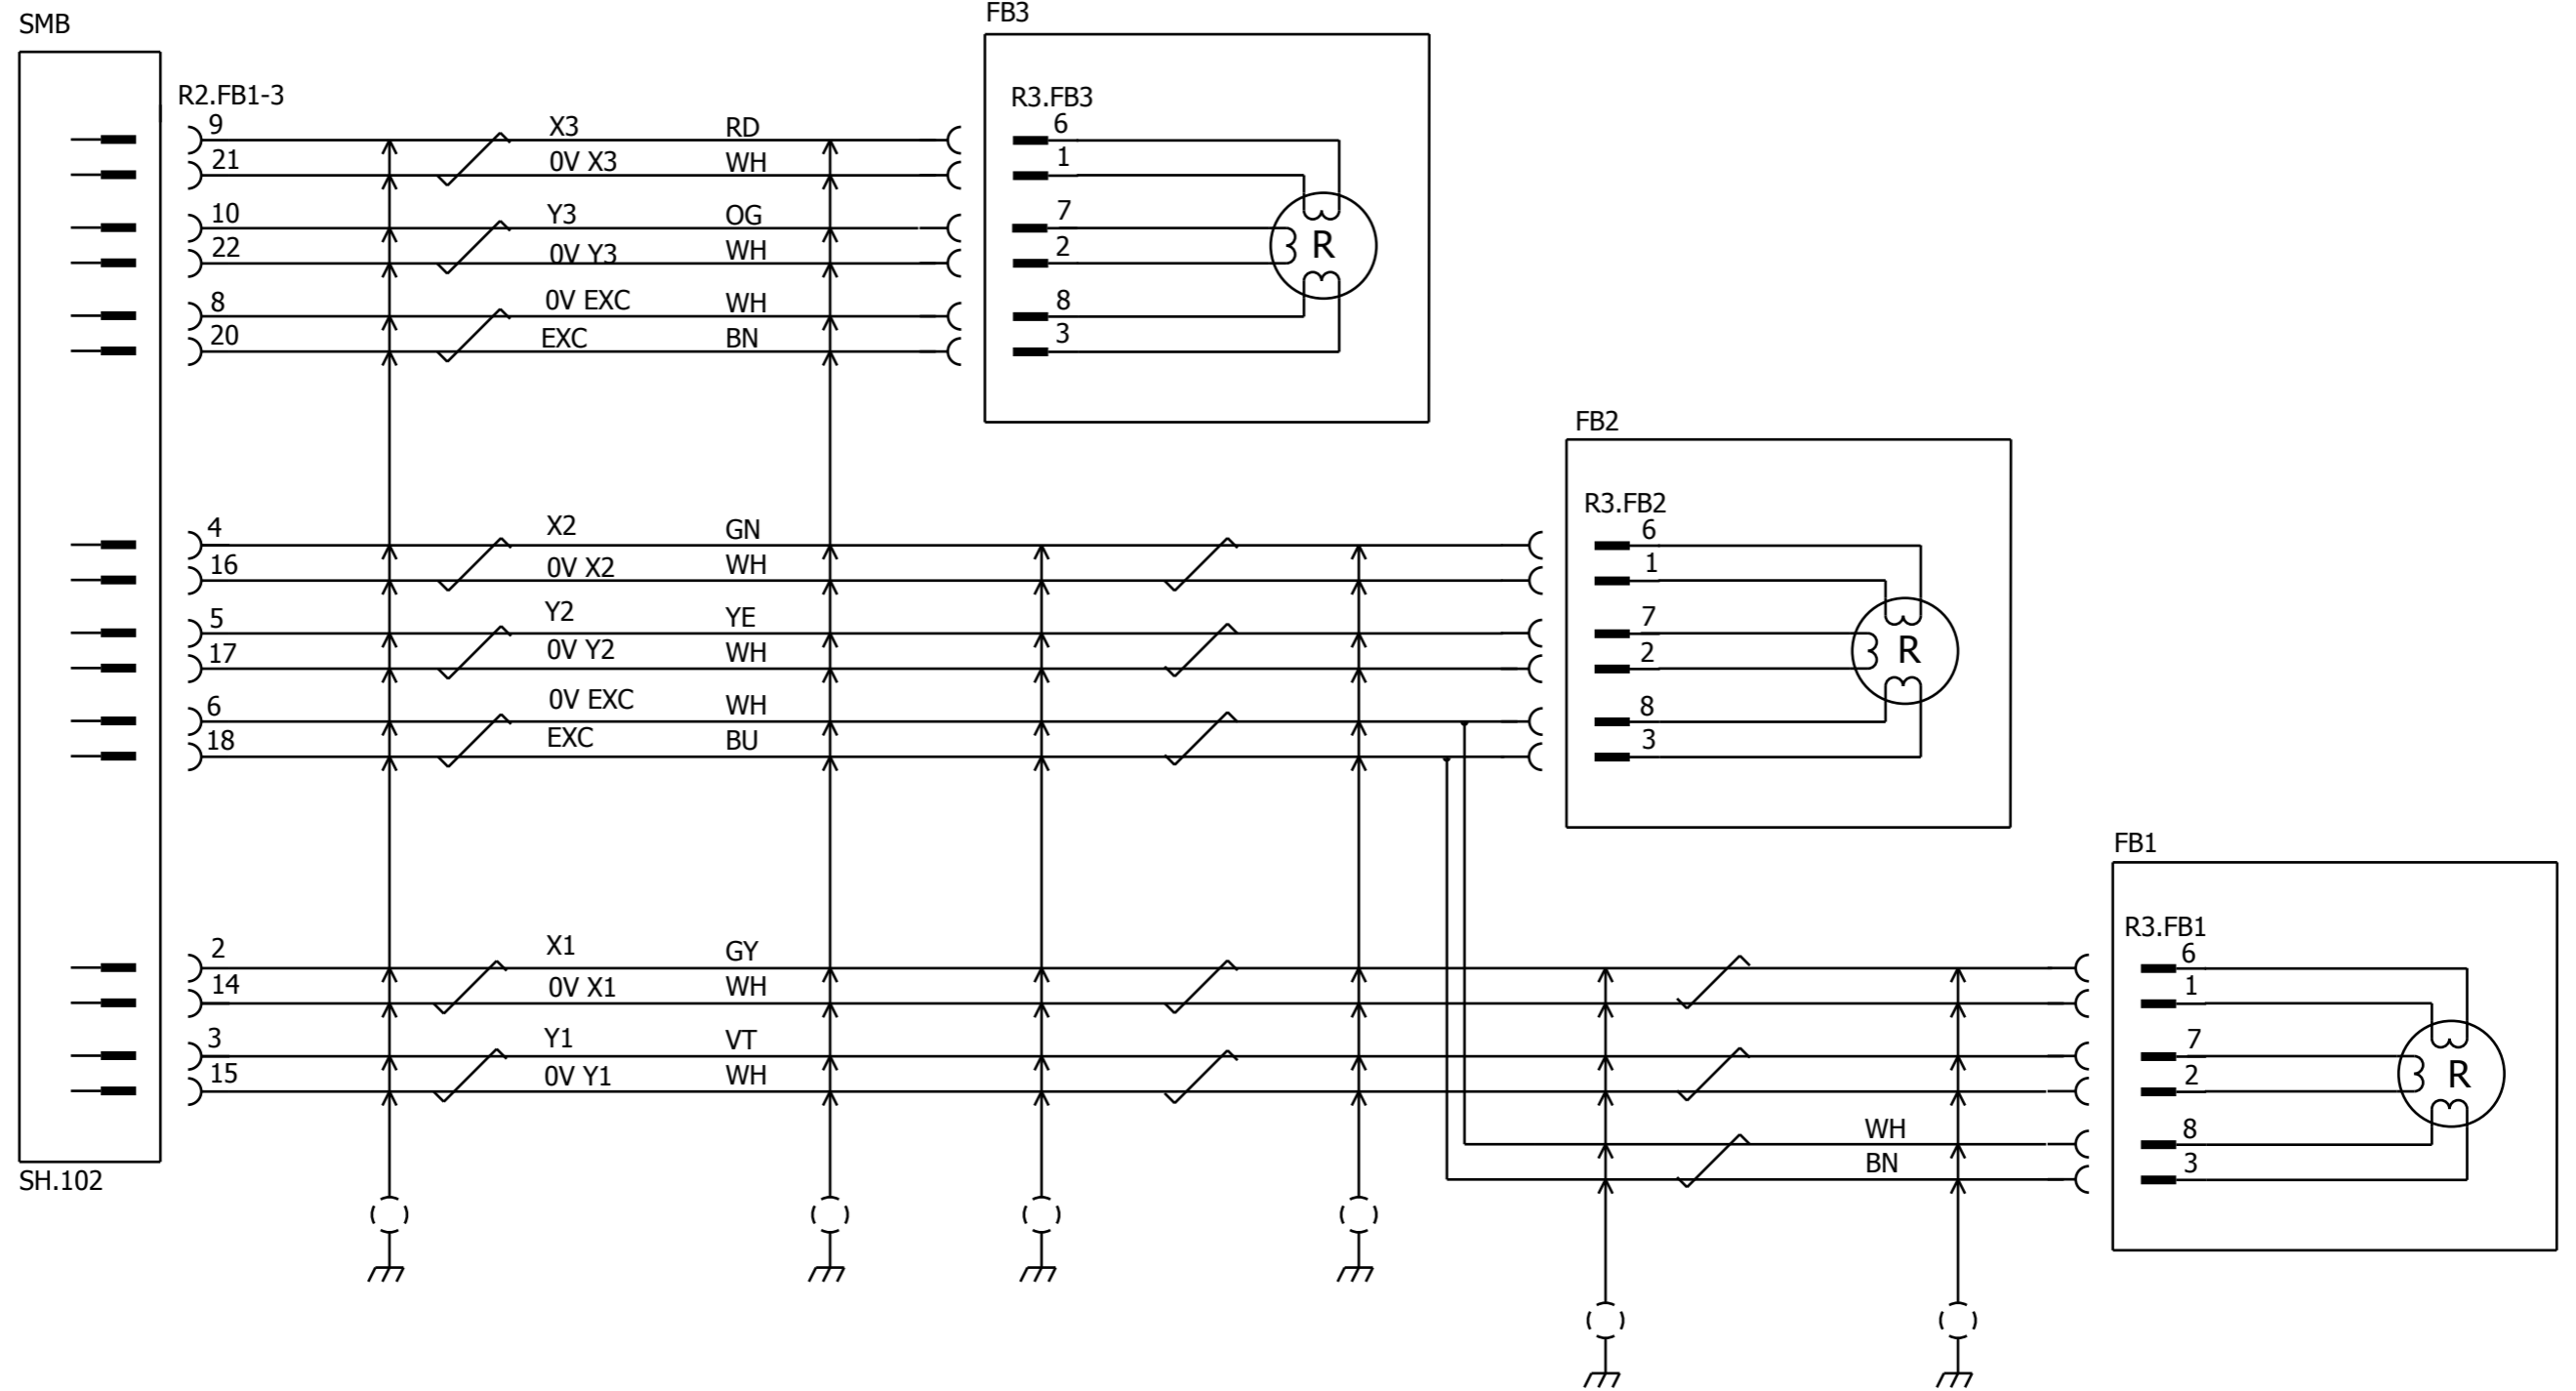 SMB
FB3
R2.FB1-3
R3.FB3
9 X3 RD 6
21 0V X3 WH 1
10 Y3 OG 7
22 0V Y3 WH 2
R
8 0V EXC WH 8
20 EXC BN 3
FB2
R3.FB2
4 X2 GN 6
16 0V X2 WH 1
5 Y2 YE 7
17 0V Y2 WH 2
R
6 0V EXC WH 8
18 EXC BU 3
FB1
R3.FB1
2 X1 GY 6
14 0V X1 WH 1
3 Y1 VT 7
15 0V Y1 WH 2
R
WH 8
BN 3
SH.102